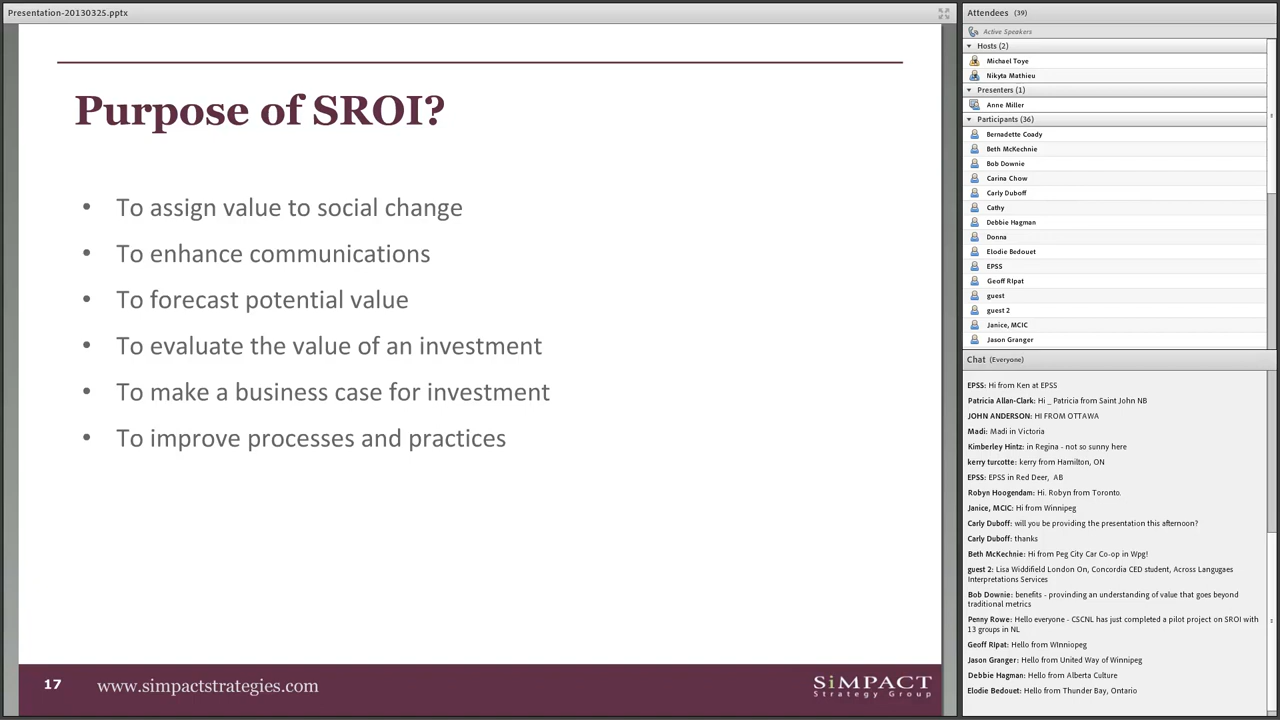 Presentation-20130325.pptx
Purpose of SROI?
• To assign value to social change
• To enhance communications
• To forecast potential value
• To evaluate the value of an investment
• To make a business case for investment
• To improve processes and practices
17 www.simpactstrategies.com
SiMPACT
Strategy Group
Attendees (39)
Active Speakers
Hosts (2)
Michael Toye
Nikyta Mathieu
Presenters (1)
Anne Miller
Participants (36)
Bernadette Coady
Beth McKechnie
Bob Downie
Carina Chow
Carly Duboff
Cathy
Debbie Hagman
Donna
Elodie Bedouet
EPSS
Geoff RIpat
guest
guest 2
Janice, MCIC
Jason Granger
Chat (Everyone)
EPSS: Hi from Ken at EPSS
Patricia Allan-Clark: Hi _ Patricia from Saint John NB
JOHN ANDERSON: HI FROM OTTAWA
Madi: Madi in Victoria
Kimberley Hintz: in Regina - not so sunny here
kerry turcotte: kerry from Hamilton, ON
EPSS: EPSS in Red Deer, AB
Robyn Hoogendam: Hi. Robyn from Toronto.
Janice, MCIC: Hi from Winnipeg
Carly Duboff: will you be providing the presentation this afternoon?
Carly Duboff: thanks
Beth McKechnie: Hi from Peg City Car Co-op in Wpg!
guest 2: Lisa Widdifield London On, Concordia CED student, Across Langugaes
Interpretations Services
Bob Downie: benefits - provinding an understanding of value that goes beyond
traditional metrics
Penny Rowe: Hello everyone - CSCNL has just completed a pilot project on SROI with
13 groups in NL
Geoff RIpat: Hello from WInniopeg
Jason Granger: Hello from United Way of Winnipeg
Debbie Hagman: Hello from Alberta Culture
Elodie Bedouet: Hello from Thunder Bay, Ontario